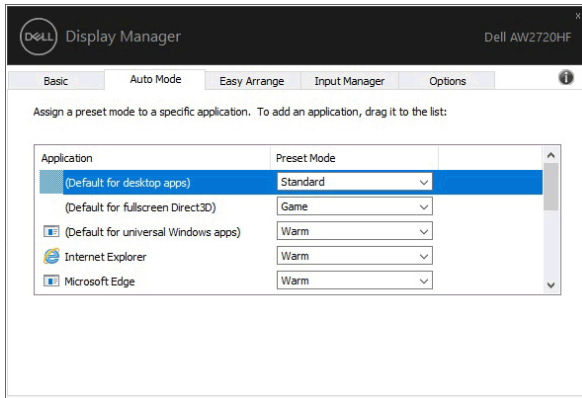 DELL Display Manager Dell AW2720HF
x
Basic Auto Mode Easy Arrange Input Manager Options i
Assign a preset mode to a specific application. To add an application, drag it to the list:
Application Preset Mode
(Default for desktop apps) Standard
(Default for fullscreen Direct3D) Game
(Default for universal Windows apps) Warm
Internet Explorer Warm
Microsoft Edge Warm